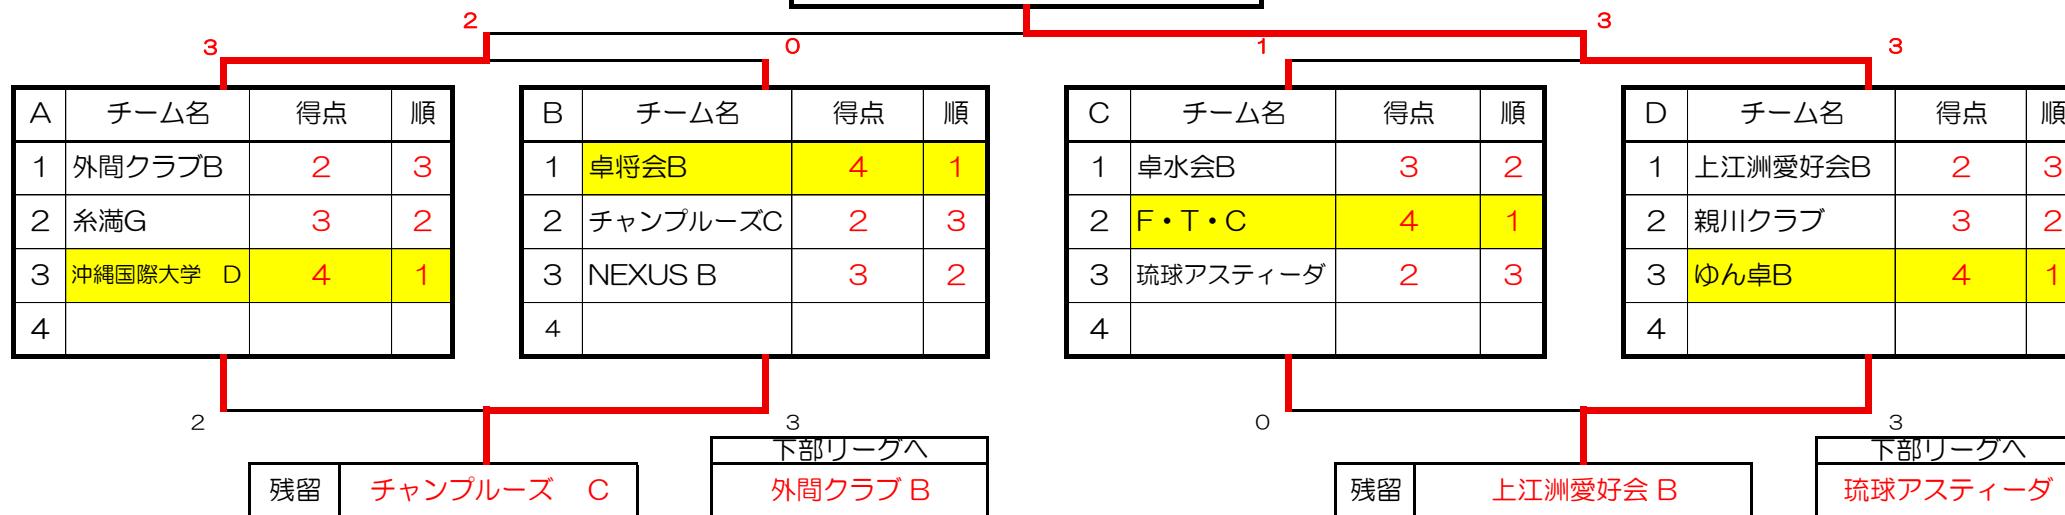 2 3
3 0 1 3
A チーム名 得点 順 B チーム名 得点 順 C チーム名 得点 順 D チーム名 得点 順
1 外間クラブB 2 3 1 卓将会B 4 1 1 卓水会B 3 2 1 上江洲愛好会B 2 3
2 糸満G 3 2 2 チャンプルーズC 2 3 2 F・T・C 4 1 2 親川クラブ 3 2
3 沖縄国際大学 D 4 1 3 NEXUS B 3 2 3 琉球アスティーダ 2 3 3 ゆん卓B 4 1
4 4 4 4
2 3 0 3
下部リーグへ 下部リーグへ
残留 チャンプルーズ C 外間クラブ B 残留 上江洲愛好会 B 琉球アスティーダ